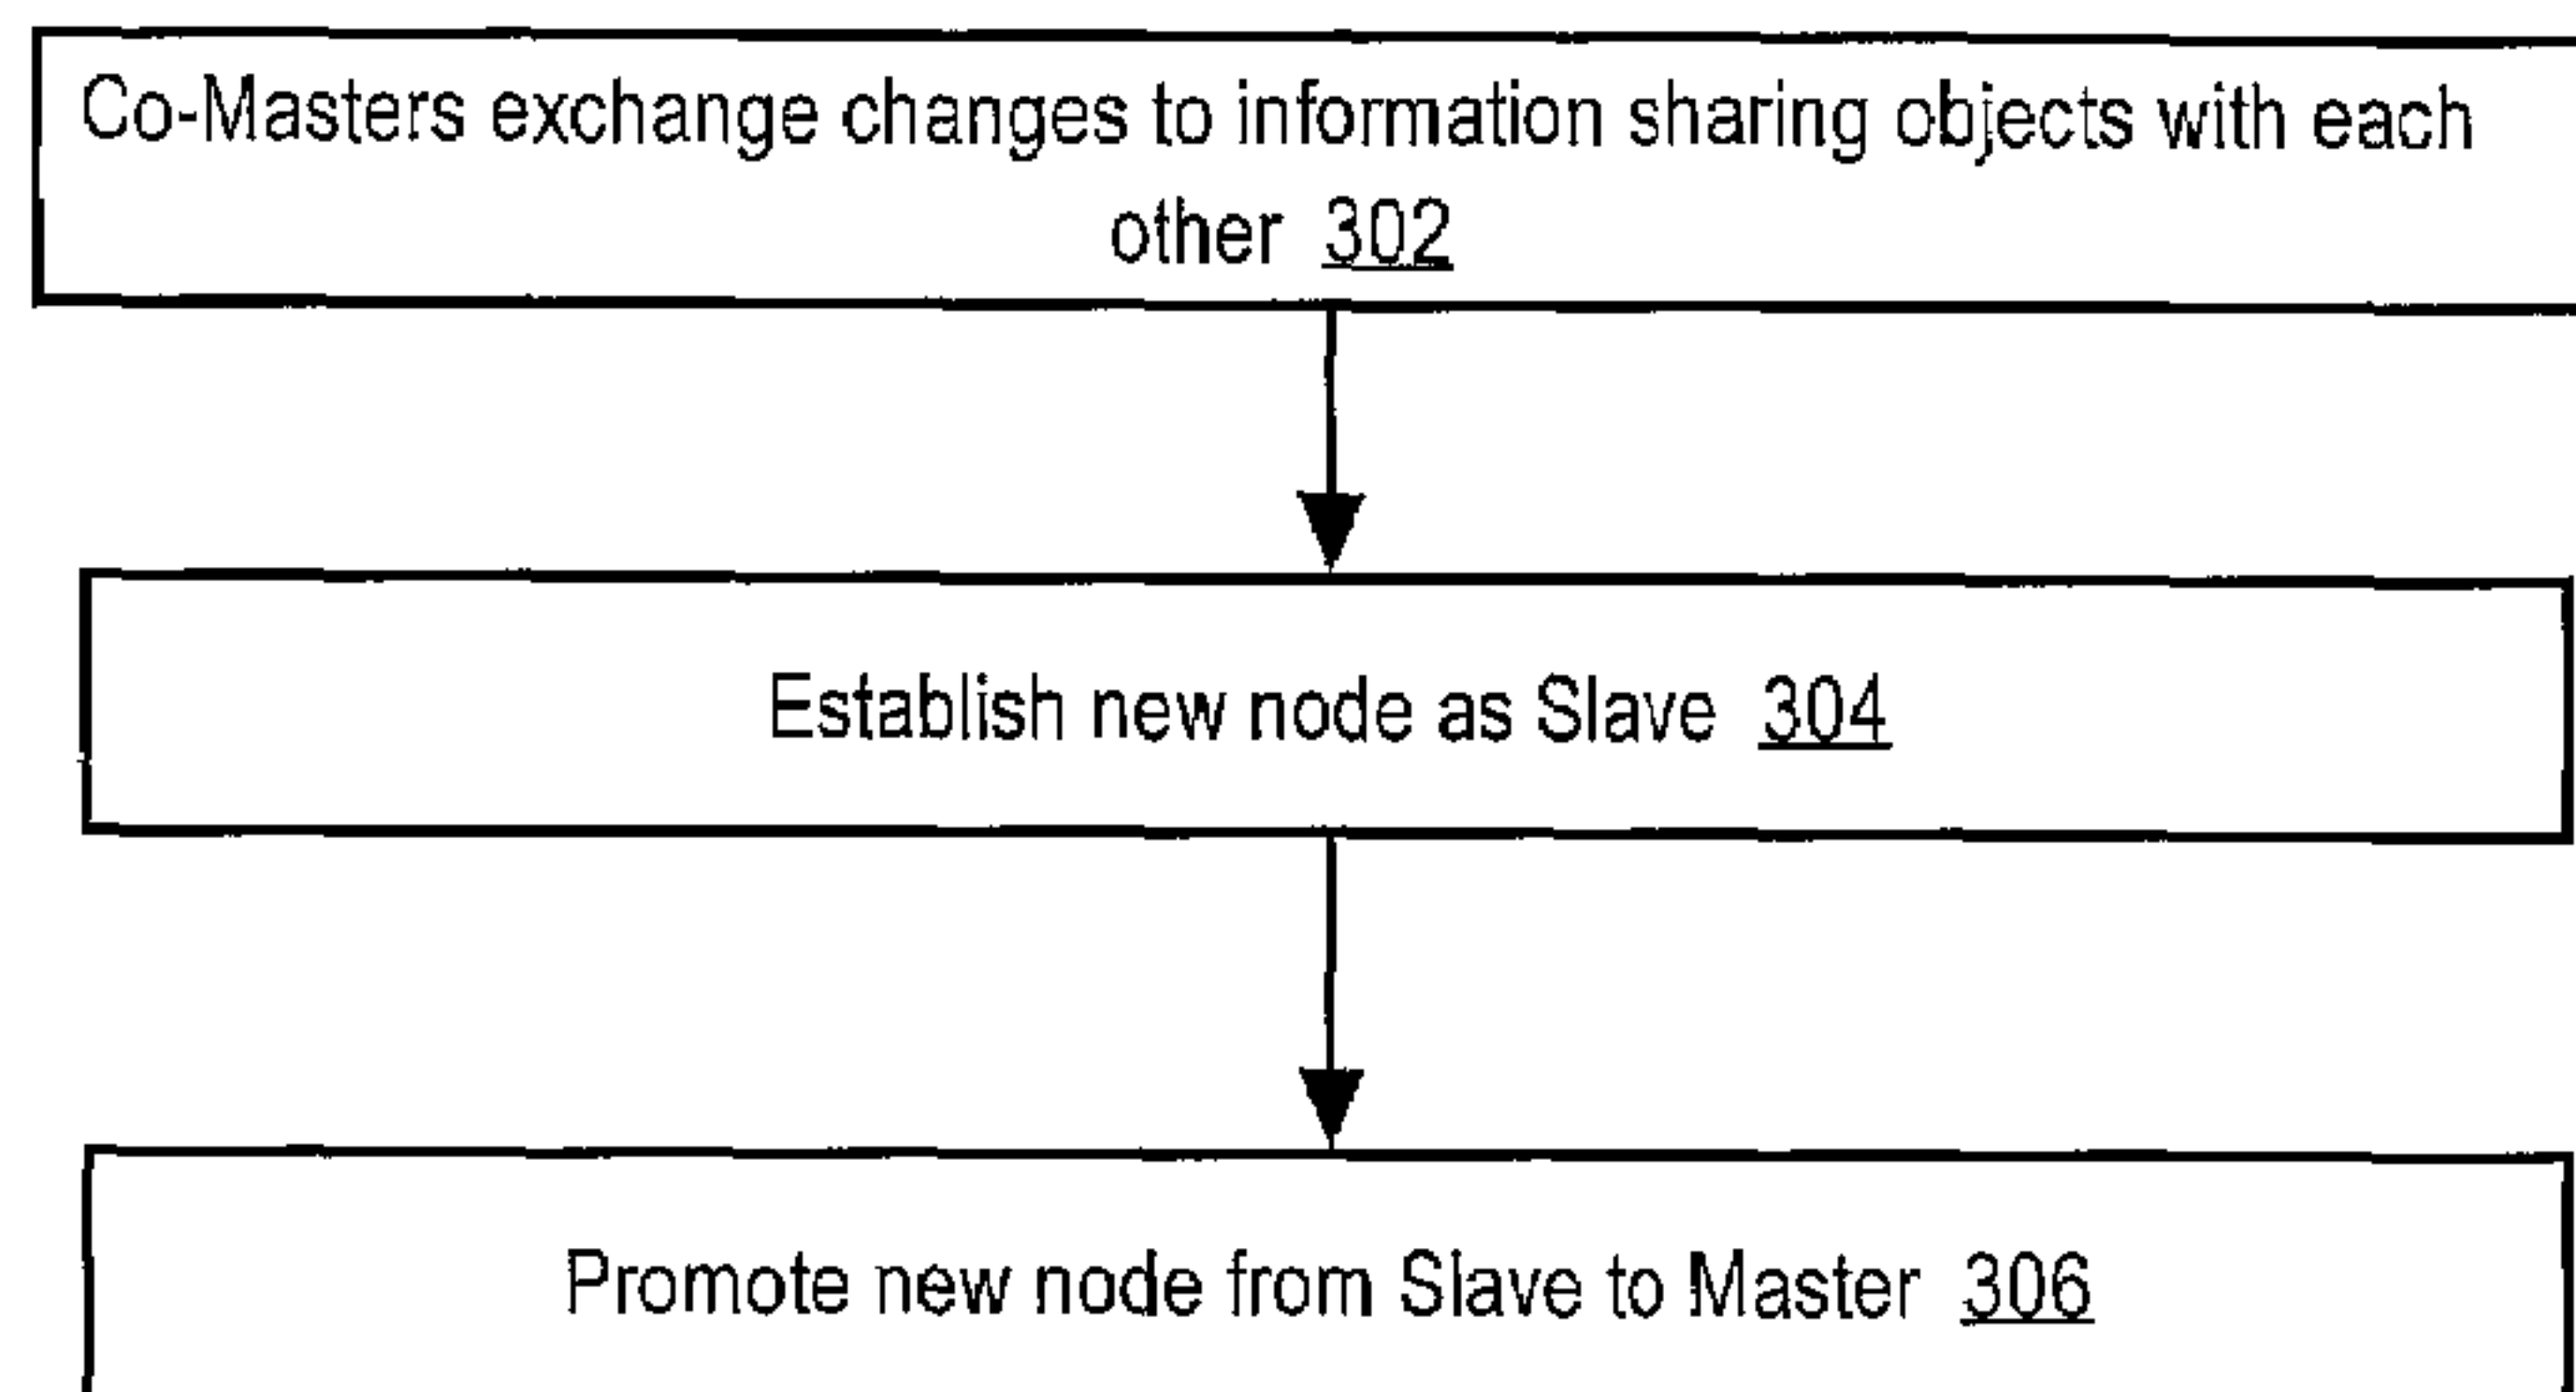 Co-Masters exchange changes to information sharing objects with each
other 302
Establish new node as Slave 304
Promote new node from Slave to Master 306